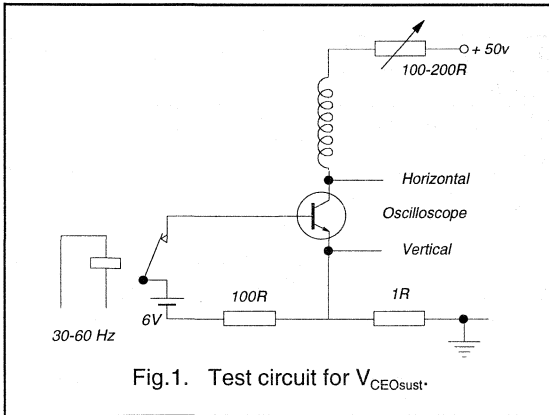 + 50v
100-200R
Horizontal
Oscilloscope
Vertical
100R
1R
6V
30-60 Hz
Fig.1. Test circuit for VCEOsust.